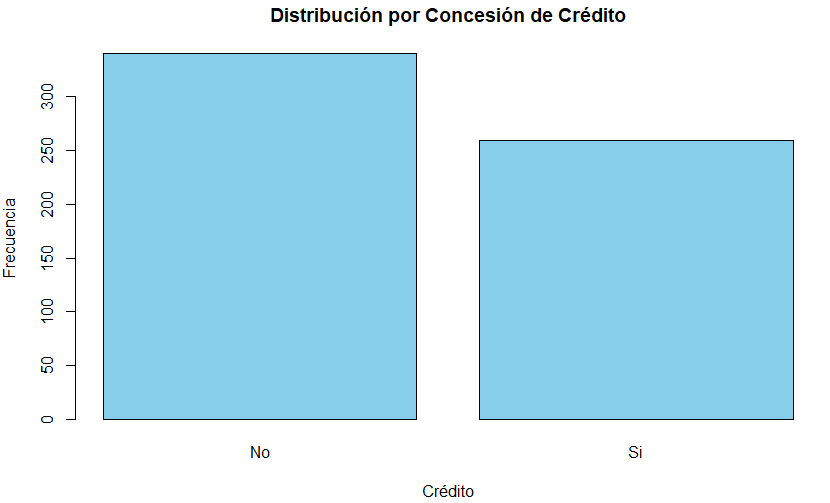 Distribución por Concesión de Crédito
Frecuencia
300
250
200
150
100
50
0
No
Si
Crédito